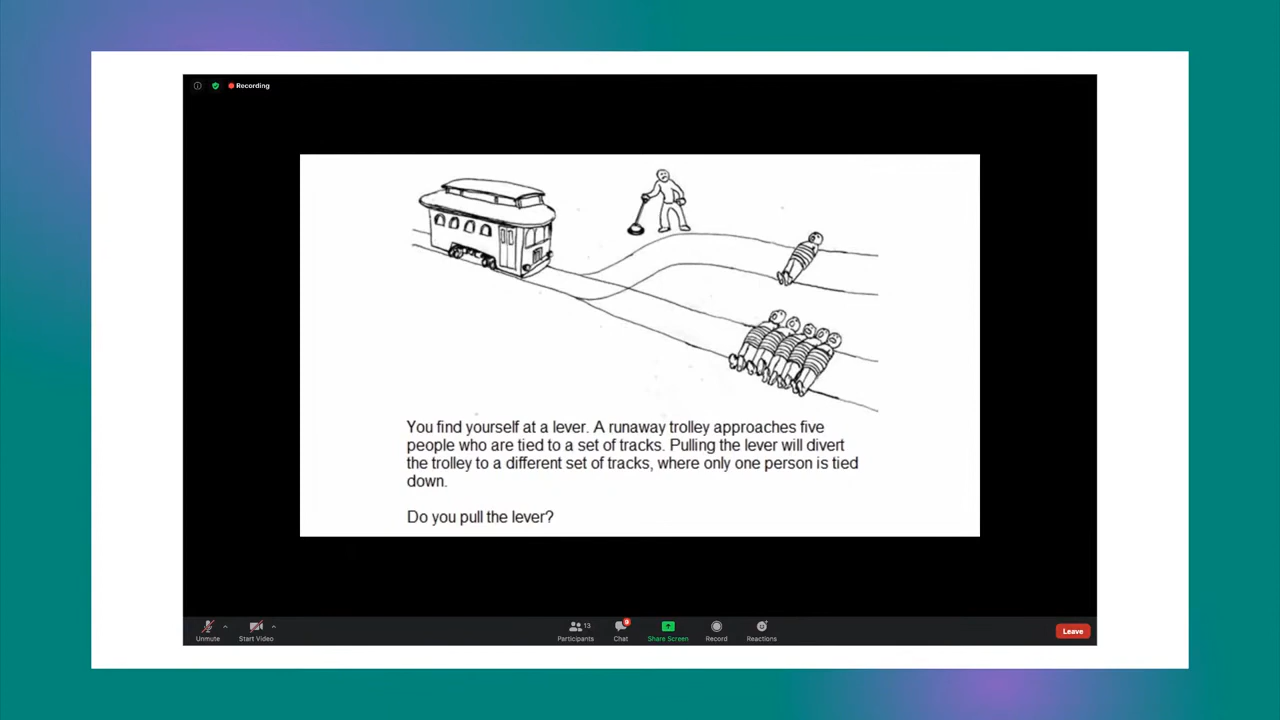 Recording
You find yourself at a lever. A runaway trolley approaches five
people who are tied to a set of tracks. Pulling the lever will divert
the trolley to a different set of tracks, where only one person is tied
down.
Do you pull the lever?
Unmute
Start Video
Participants
13
Chat
Share Screen
Record
Reactions
Leave